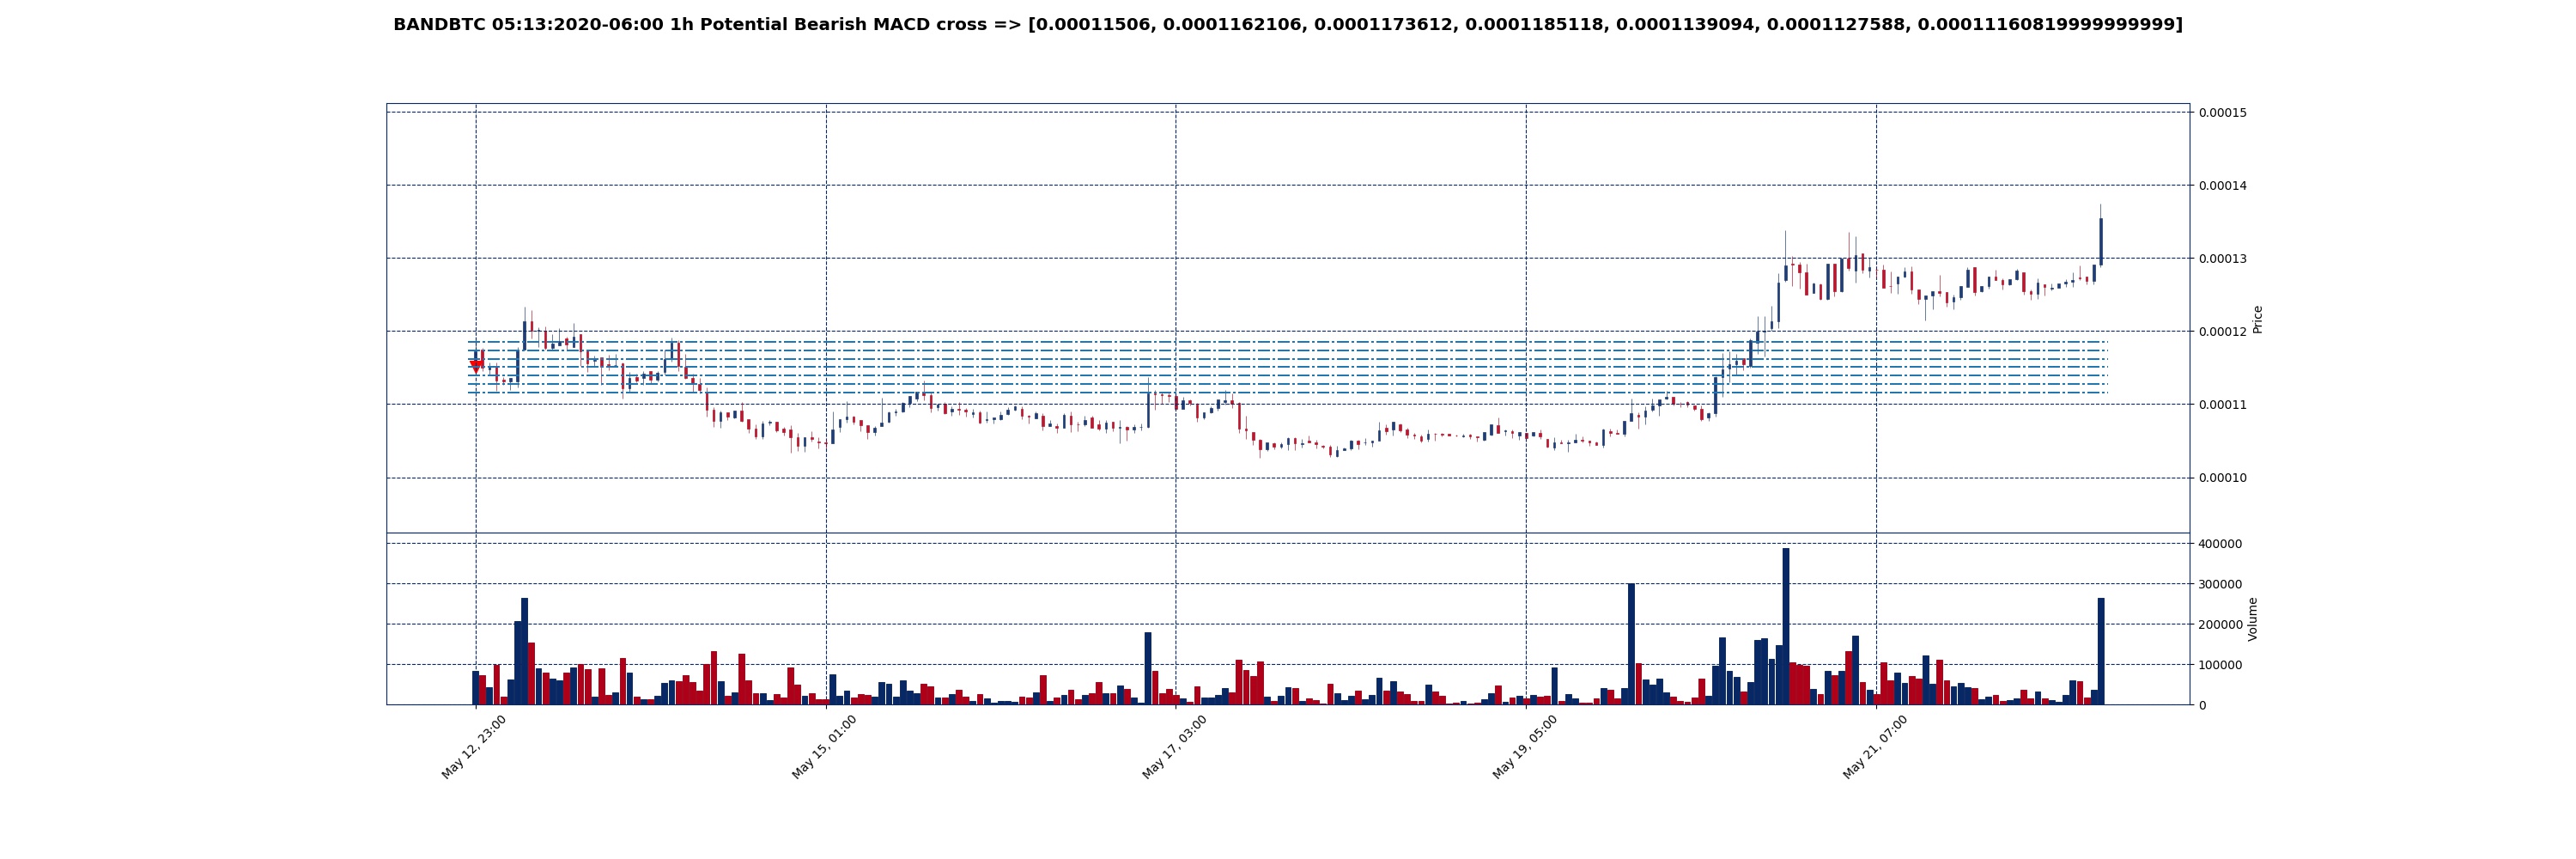 BANDBTC 05:13:2020-06:00 1h Potential Bearish MACD cross => [0.00011506, 0.0001162106, 0.0001173612, 0.0001185118, 0.0001139094, 0.0001127588, 0.00011160819999999999]
0.00015
0.00014
0.00013
0.00012
0.00011
0.00010
Price
400000
300000
200000
100000
0
Volume
May 12, 23:00
May 15, 01:00
May 17, 03:00
May 19, 05:00
May 21, 07:00